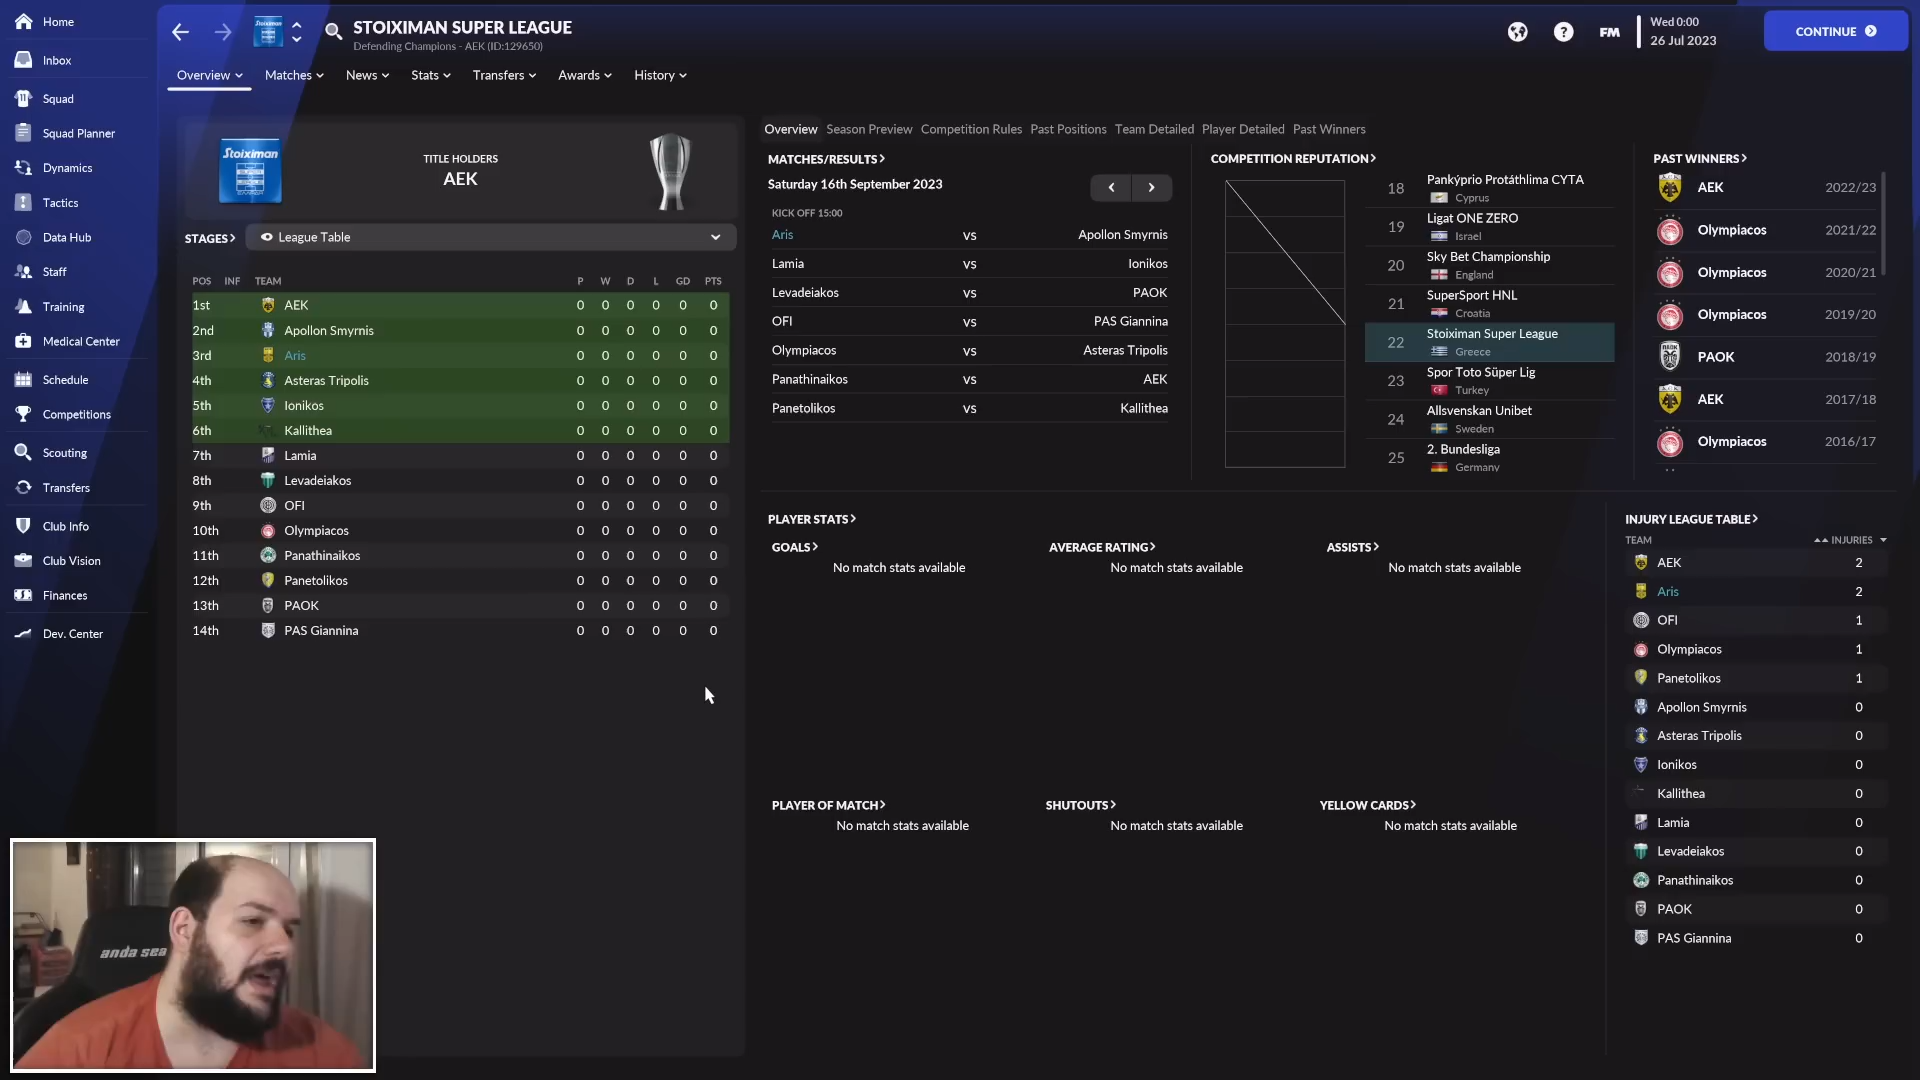 Home
Inbox
Squad
Squad Planner
Dynamics
Tactics
Data Hub
Staff
Training
Medical Center
Schedule
Competitions
Scouting
Transfers
Club Info
Club Vision
Finances
Dev. Center
Stoiximan
STOIXIMAN SUPER LEAGUE
Defending Champions - AEK (ID:129650)
FM
Wed 0:00
26 Jul 2023
CONTINUE
Overview Matches News Stats Transfers Awards History
Stoiximan
TITLE HOLDERS
AEK
STAGES> League Table
POS INF TEAM P W D L GD PTS
1st AEK 0 0 0 0 0 0
2nd Apollon Smyrnis 0 0 0 0 0 0
3rd Aris 0 0 0 0 0 0
4th Asteras Tripolis 0 0 0 0 0 0
5th Ionikos 0 0 0 0 0 0
6th Kallithea 0 0 0 0 0 0
7th Lamia 0 0 0 0 0 0
8th Levadeiakos 0 0 0 0 0 0
9th OFI 0 0 0 0 0 0
10th Olympiacos 0 0 0 0 0 0
11th Panathinaikos 0 0 0 0 0 0
12th Panetolikos 0 0 0 0 0 0
13th PAOK 0 0 0 0 0 0
14th PAS Giannina 0 0 0 0 0 0
Overview Season Preview Competition Rules Past Positions Team Detailed Player Detailed Past Winners
MATCHES/RESULTS>
Saturday 16th September 2023
KICK OFF 15:00
Aris vs Apollon Smyrnis
Lamia vs Ionikos
Levadeiakos vs PAOK
OFI vs PAS Giannina
Olympiacos vs Asteras Tripolis
Panathinaikos vs AEK
Panetolikos vs Kallithea
COMPETITION REPUTATION>
18 Pankýprio Protáthlima CYTA
Cyprus
19 Ligat ONE ZERO
Israel
20 Sky Bet Championship
England
21 SuperSport HNL
Croatia
22 Stoiximan Super League
Greece
23 Spor Toto Süper Lig
Turkey
24 Allsvenskan Unibet
Sweden
25 2. Bundesliga
Germany
PAST WINNERS>
AEK 2022/23
Olympiacos 2021/22
Olympiacos 2020/21
Olympiacos 2019/20
PAOK 2018/19
AEK 2017/18
Olympiacos 2016/17
PLAYER STATS>
GOALS>
No match stats available
AVERAGE RATING>
No match stats available
ASSISTS>
No match stats available
PLAYER OF MATCH>
No match stats available
SHUTOUTS>
No match stats available
YELLOW CARDS>
No match stats available
INJURY LEAGUE TABLE>
TEAM INJURIES
AEK 2
Aris 2
OFI 1
Olympiacos 1
Panetolikos 1
Apollon Smyrnis 0
Asteras Tripolis 0
Ionikos 0
Kallithea 0
Lamia 0
Levadeiakos 0
Panathinaikos 0
PAOK 0
PAS Giannina 0
anda sea